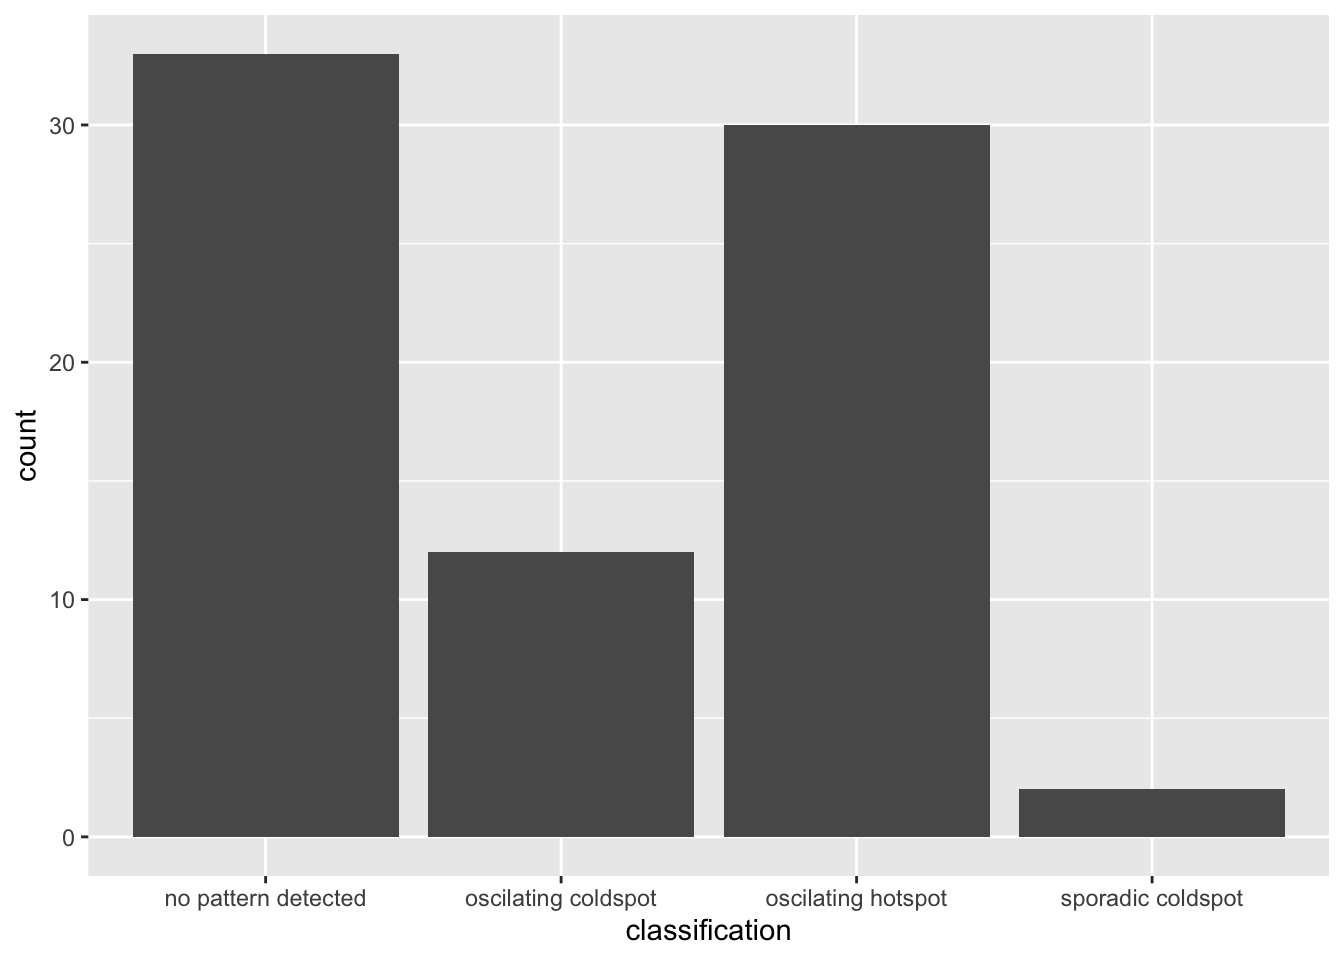 30
20
10
0
count
no pattern detected
oscilating coldspot
oscilating hotspot
sporadic coldspot
classification